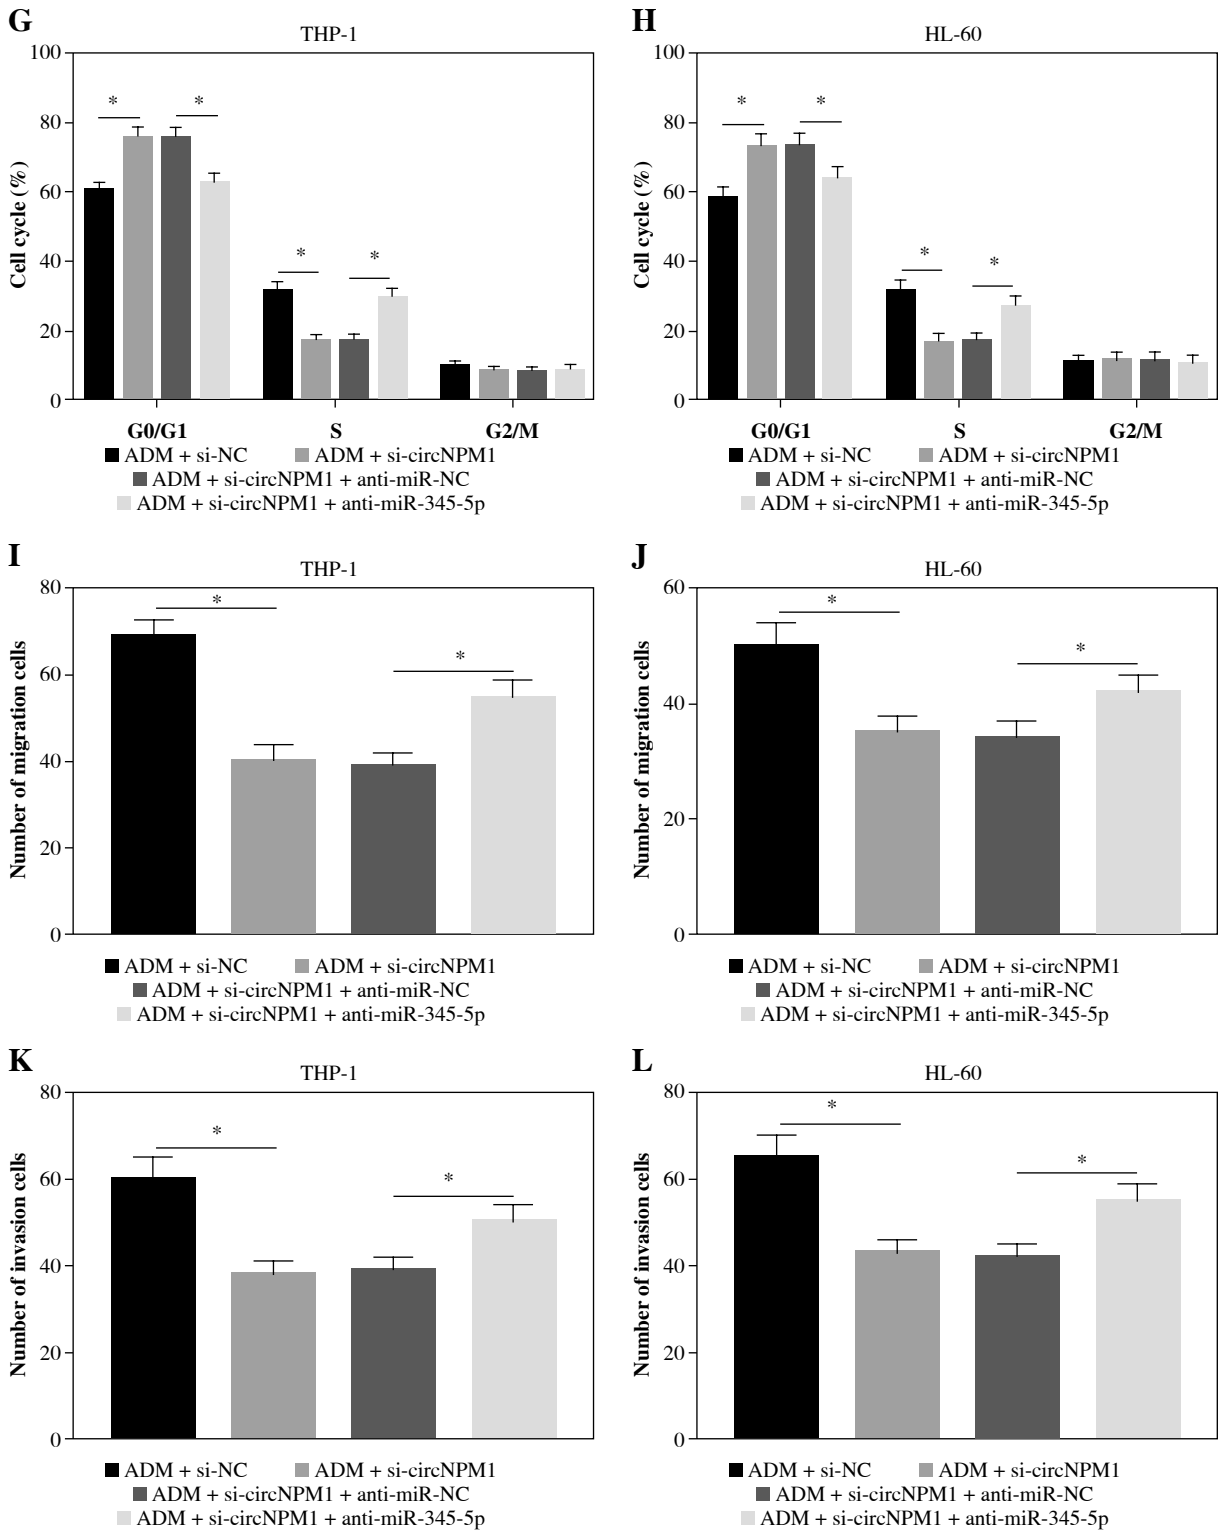 G
THP-1
Cell cycle (%)
100
80
60
40
20
0
*
*
*
*
G0/G1 S G2/M
ADM + si-NC ADM + si-circNPM1
ADM + si-circNPM1 + anti-miR-NC
ADM + si-circNPM1 + anti-miR-345-5p
H
HL-60
Cell cycle (%)
100
80
60
40
20
0
*
*
*
*
G0/G1 S G2/M
ADM + si-NC ADM + si-circNPM1
ADM + si-circNPM1 + anti-miR-NC
ADM + si-circNPM1 + anti-miR-345-5p
I
THP-1
Number of migration cells
80
60
40
20
0
*
*
ADM + si-NC ADM + si-circNPM1
ADM + si-circNPM1 + anti-miR-NC
ADM + si-circNPM1 + anti-miR-345-5p
J
HL-60
Number of migration cells
60
40
20
0
*
*
ADM + si-NC ADM + si-circNPM1
ADM + si-circNPM1 + anti-miR-NC
ADM + si-circNPM1 + anti-miR-345-5p
K
THP-1
Number of invasion cells
80
60
40
20
0
*
*
ADM + si-NC ADM + si-circNPM1
ADM + si-circNPM1 + anti-miR-NC
ADM + si-circNPM1 + anti-miR-345-5p
L
HL-60
Number of invasion cells
80
60
40
20
0
*
*
ADM + si-NC ADM + si-circNPM1
ADM + si-circNPM1 + anti-miR-NC
ADM + si-circNPM1 + anti-miR-345-5p